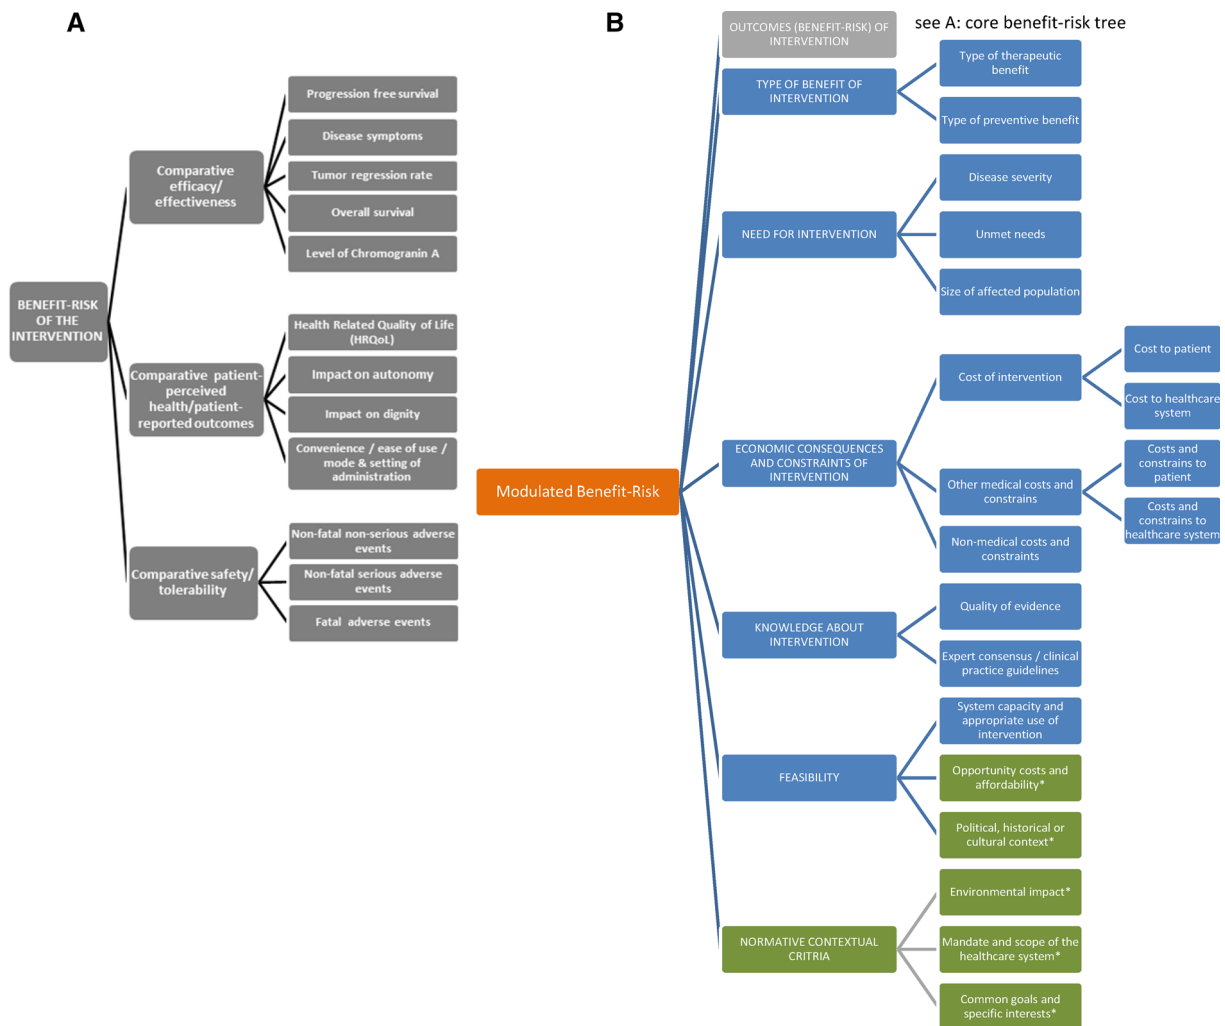 A
BENEFIT-RISK
OF THE
INTERVENTION
Comparative
efficacy/
effectiveness
Progression free survival
Disease symptoms
Tumor regression rate
Overall survival
Level of Chromogranin A
Comparative patient-
perceived
health/patient-
reported outcomes
Health Related Quality of Life
(HRQoL)
Impact on autonomy
Impact on dignity
Convenience / ease of use /
mode & setting of
administration
Comparative safety/
tolerability
Non-fatal non-serious adverse
events
Non-fatal serious adverse
events
Fatal adverse events
B
Modulated Benefit-Risk
OUTCOMES (BENEFIT-RISK) OF
INTERVENTION
see A: core benefit-risk tree
TYPE OF BENEFIT OF
INTERVENTION
Type of therapeutic
benefit
Type of preventive benefit
NEED FOR INTERVENTION
Disease severity
Unmet needs
Size of affected population
ECONOMIC CONSEQUENCES
AND CONSTRAINTS OF
INTERVENTION
Cost of intervention
Cost to patient
Cost to healthcare
system
Other medical costs and
constrains
Costs and
constrains to
patient
Costs and
constrains to
healthcare system
Non-medical costs and
constraints
KNOWLEDGE ABOUT
INTERVENTION
Quality of evidence
Expert consensus / clinical
practice guidelines
FEASIBILITY
System capacity and
appropriate use of
intervention
Opportunity costs and
affordability*
Political, historical or
cultural context*
NORMATIVE CONTEXTUAL
CRITRIA
Environmental impact*
Mandate and scope of the
healthcare system*
Common goals and
specific interests*